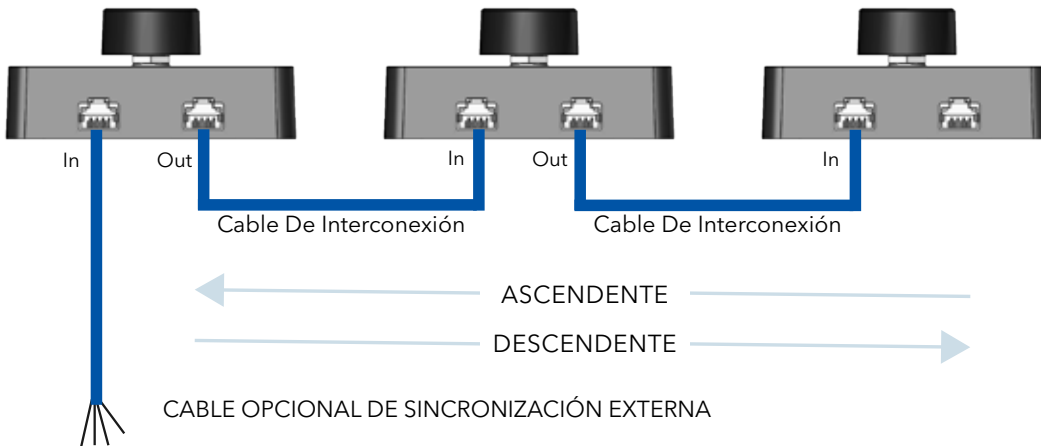 In
Out
In
Out
In
Cable De Interconexión
Cable De Interconexión
ASCENDENTE
DESCENDENTE
CABLE OPCIONAL DE SINCRONIZACIÓN EXTERNA